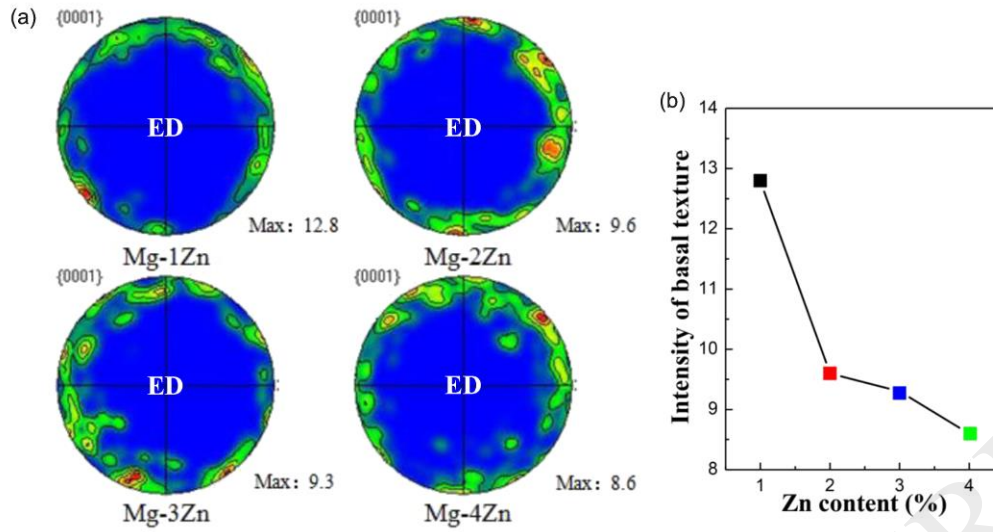 (a)
{0001}
ED
Max：12.8
Mg-1Zn
{0001}
ED
Max：9.6
Mg-2Zn
{0001}
ED
Max：9.3
Mg-3Zn
{0001}
ED
Max：8.6
Mg-4Zn
(b)
Intensity of basal texture
14
13
12
11
10
9
8
1 2 3 4
Zn content (%)